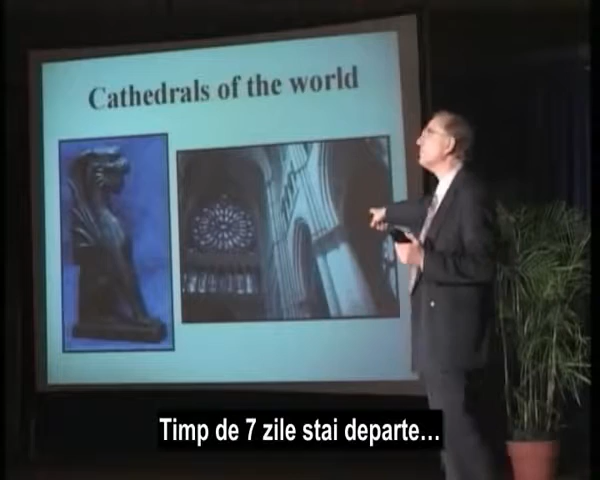 Cathedrals of the world
Timp de 7 zile stai departe...